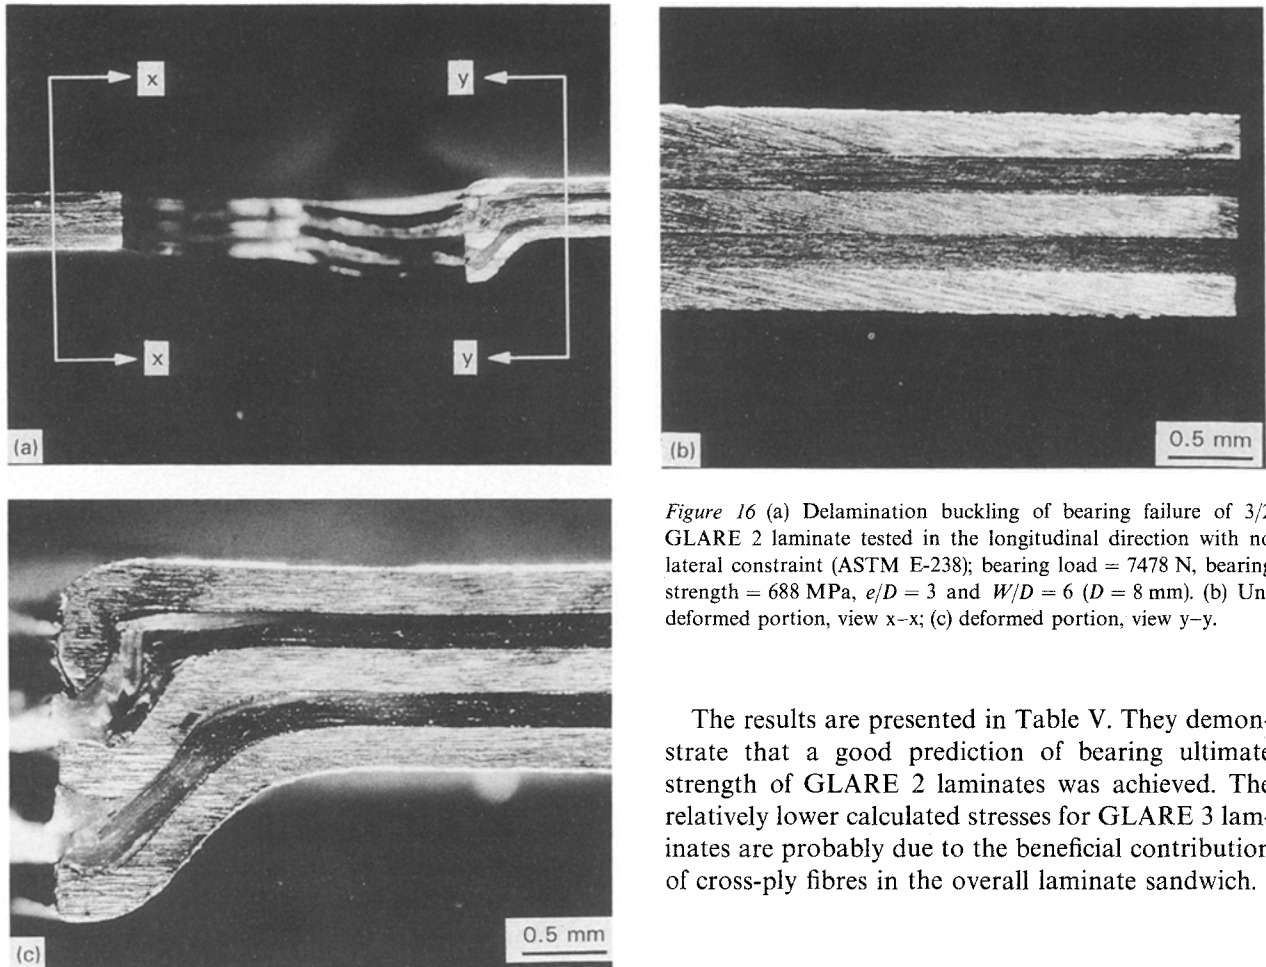 x
y
x
y
(a)
(b)
0.5 mm
(c)
0.5 mm
Figure 16 (a) Delamination buckling of bearing failure of 3/2
GLARE 2 laminate tested in the longitudinal direction with no
lateral constraint (ASTM E-238); bearing load = 7478 N, bearing
strength = 688 MPa, e/D = 3 and W/D = 6 (D = 8 mm). (b) Un-
deformed portion, view x–x; (c) deformed portion, view y–y.
The results are presented in Table V. They demon-
strate that a good prediction of bearing ultimate
strength of GLARE 2 laminates was achieved. The
relatively lower calculated stresses for GLARE 3 lam-
inates are probably due to the beneficial contribution
of cross-ply fibres in the overall laminate sandwich.